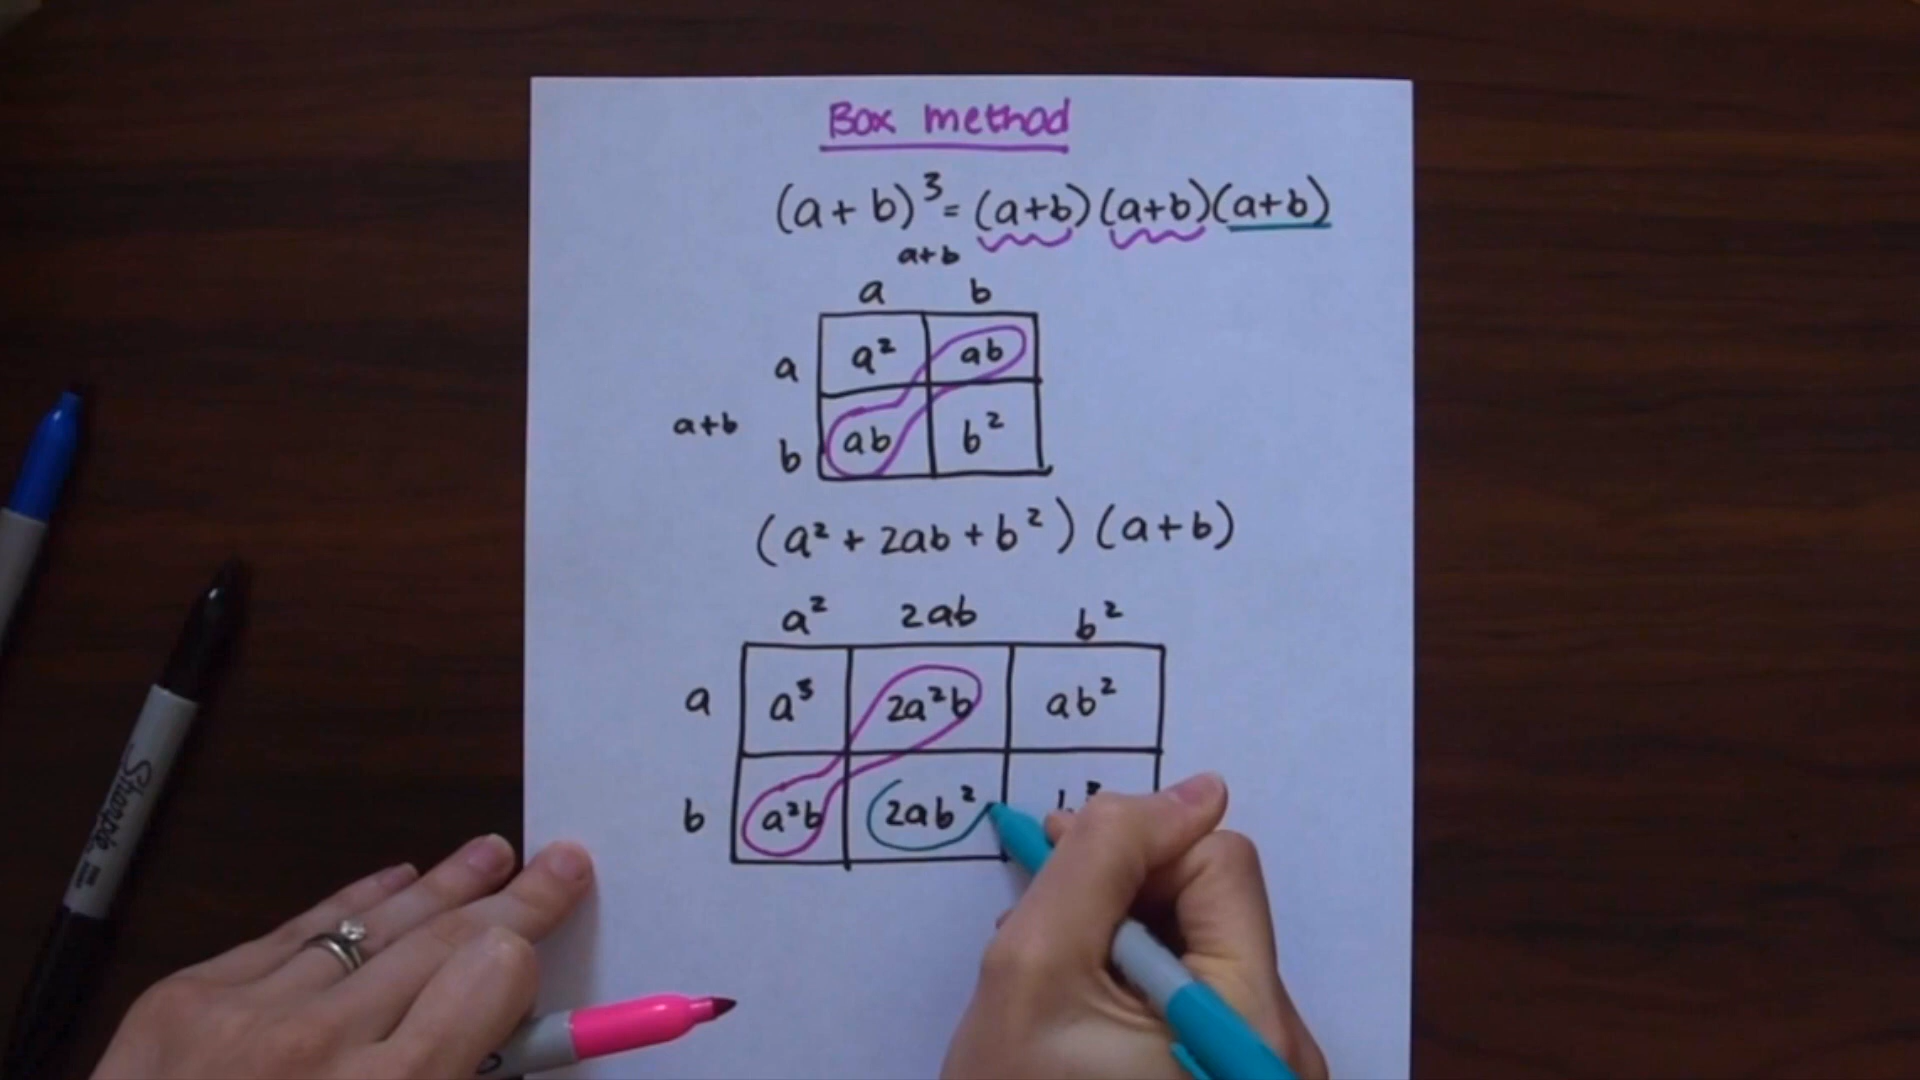 Box method
(a+b)³=(a+b)(a+b)(a+b)
a+b
a b
a a² ab
a+b
b ab b²
(a²+2ab+b²)(a+b)
a² 2ab b²
a a³ 2a²b ab²
b a²b 2ab²
Sharpie